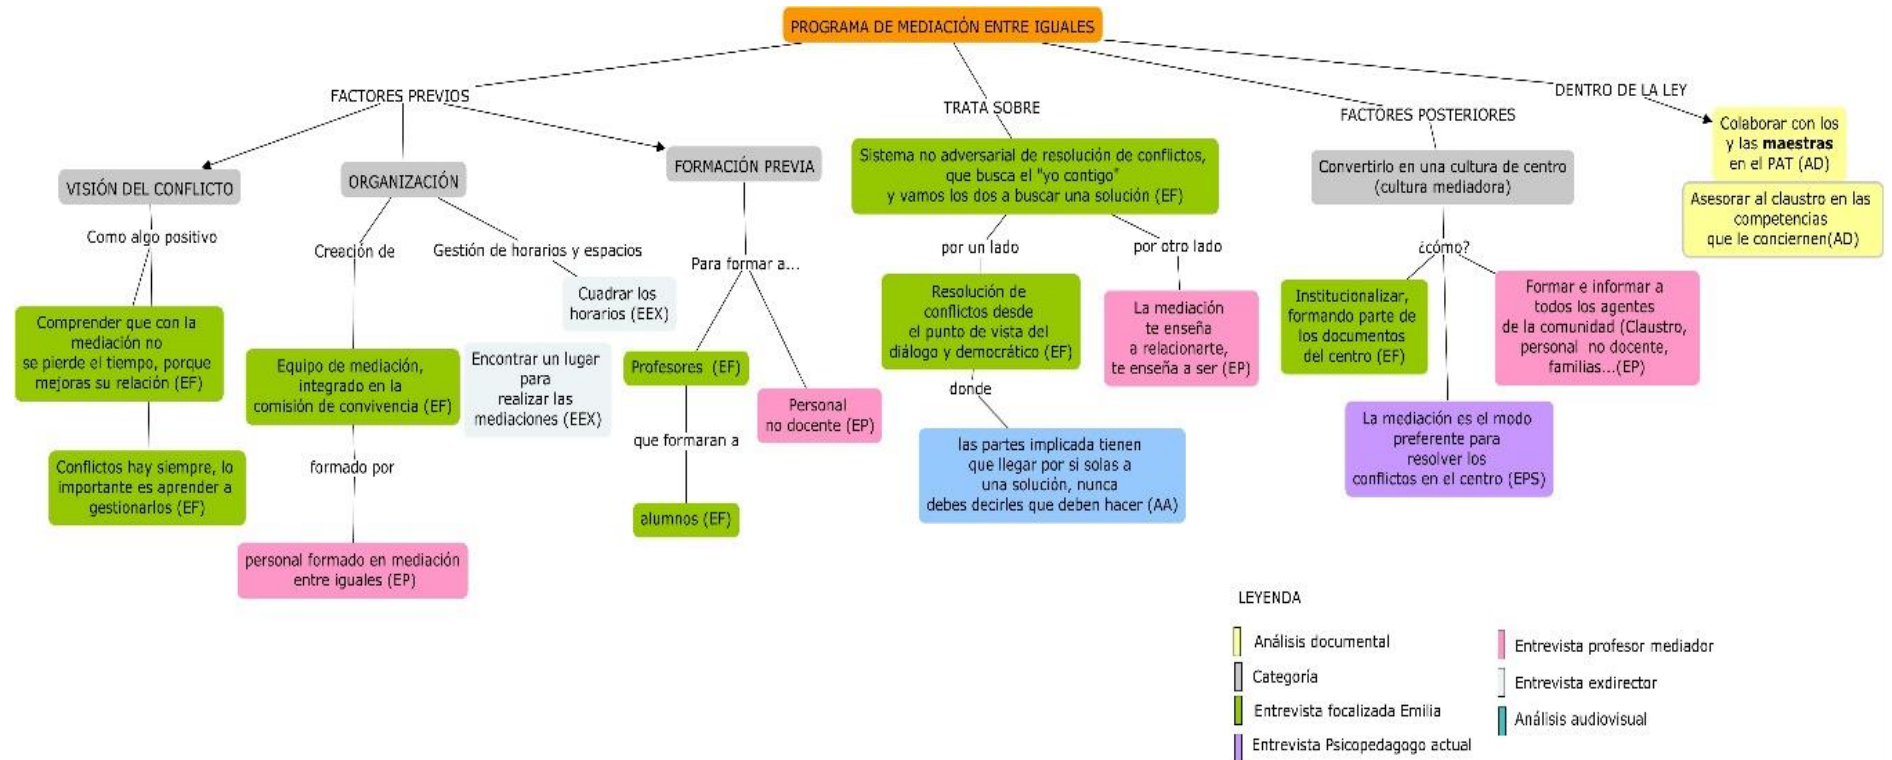 PROGRAMA DE MEDIACIÓN ENTRE IGUALES
FACTORES PREVIOS
VISIÓN DEL CONFLICTO
Como algo positivo
Comprender que con la
mediación no
se pierde el tiempo, porque
mejoras su relación (EF)
Conflictos hay siempre, lo
importante es aprender a
gestionarlos (EF)
ORGANIZACIÓN
Creación de
Equipo de mediación,
integrado en la
comisión de convivencia (EF)
formado por
personal formado en mediación
entre iguales (EP)
Gestión de horarios y espacios
Cuadrar los
horarios (EEX)
Encontrar un lugar
para
realizar las
mediaciones (EEX)
FORMACIÓN PREVIA
Para formar a...
Profesores (EF)
que formaran a
alumnos (EF)
Personal
no docente (EP)
TRATA SOBRE
Sistema no adversarial de resolución de conflictos,
que busca el "yo contigo"
y vamos los dos a buscar una solución (EF)
por un lado
Resolución de
conflictos desde
el punto de vista del
diálogo y democrático (EF)
donde
las partes implicada tienen
que llegar por si solas a
una solución, nunca
debes decirles que deben hacer (AA)
por otro lado
La mediación
te enseña
a relacionarte,
te enseña a ser (EP)
FACTORES POSTERIORES
Convertirlo en una cultura de centro
(cultura mediadora)
¿cómo?
Institucionalizar,
formando parte de
los documentos
del centro (EF)
La mediación es el modo
preferente para
resolver los
conflictos en el centro (EPS)
Formar e informar a
todos los agentes
de la comunidad (Claustro,
personal no docente,
familias...(EP)
DENTRO DE LA LEY
Colaborar con los
y las maestras
en el PAT (AD)
Asesorar al claustro en las
competencias
que le conciernen(AD)
LEYENDA
Análisis documental
Categoría
Entrevista focalizada Emilia
Entrevista Psicopedagogo actual
Entrevista profesor mediador
Entrevista exdirector
Análisis audiovisual